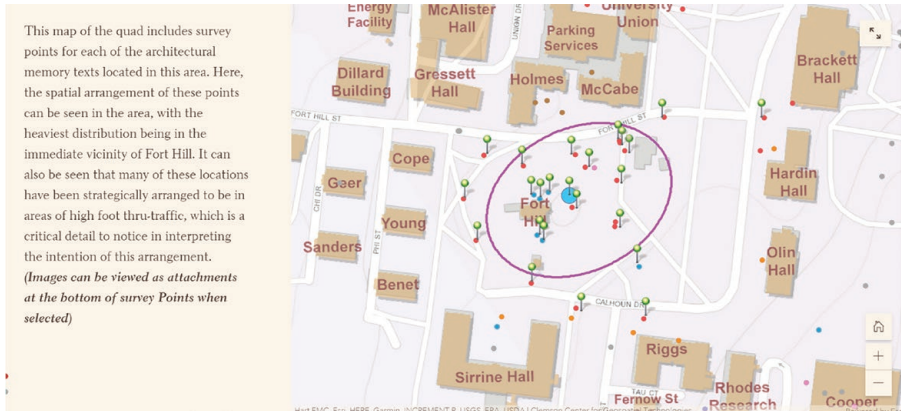 This map of the quad includes survey
points for each of the architectural
memory texts located in this area. Here,
the spatial arrangement of these points
can be seen in the area, with the
heaviest distribution being in the
immediate vicinity of Fort Hill. It can
also be seen that many of these locations
have been strategically arranged to be in
areas of high foot thru-traffic, which is a
critical detail to notice in interpreting
the intention of this arrangement.
(Images can be viewed as attachments
at the bottom of survey Points when
selected)
Energy
Facility
McAlister
Hall
UNION DR
University
Union
Parking
Services
Brackett
Hall
Dillard
Building
Gressett
Hall
Holmes
McCabe
FORT HILL ST
Cope
Geer
Hardin
Hall
CHI DR
Fort
Young
PHI ST
Sanders
Olin
Hall
Benet
CALHOUN DR
Riggs
Sirrine Hall
TAU CT
Fernow St
Rhodes
Research
Cooper
+
−